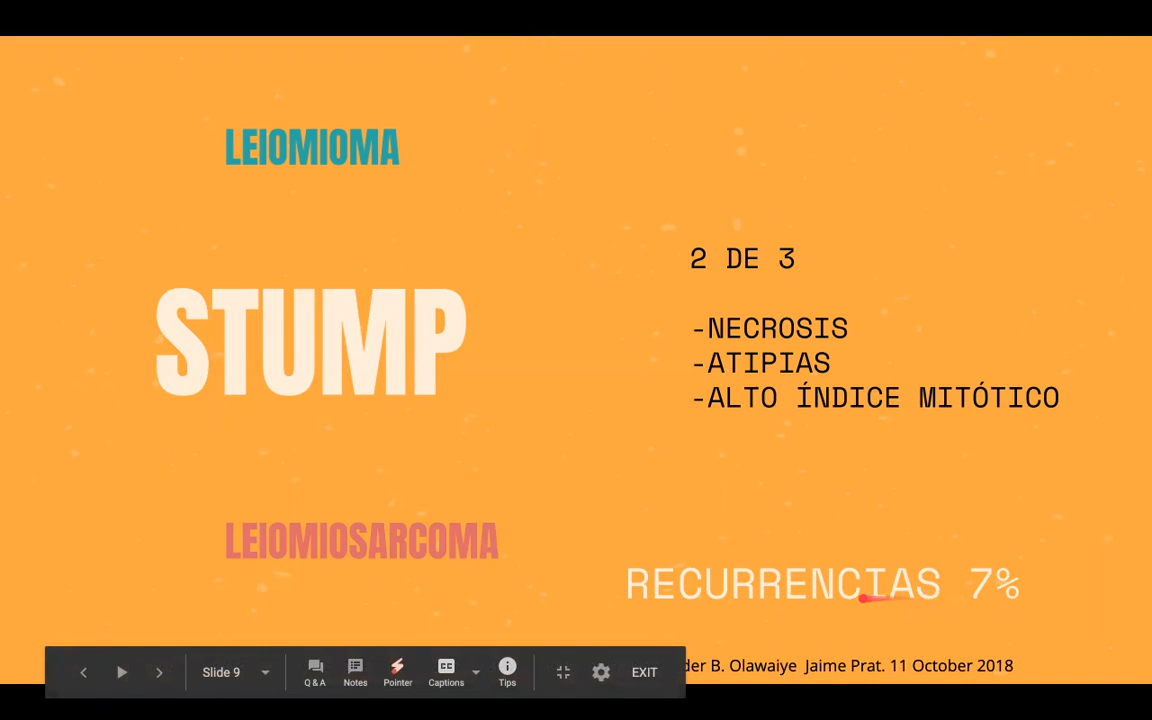 LEIOMIOMA
STUMP
LEIOMIOSARCOMA
2 DE 3
-NECROSIS
-ATIPIAS
-ALTO ÍNDICE MITÓTICO
RECURRENCIAS 7%
B. Olawaiye Jaime Prat. 11 October 2018
Slide 9
Q & A
Notes
Pointer
CC
Captions
Tips
EXIT